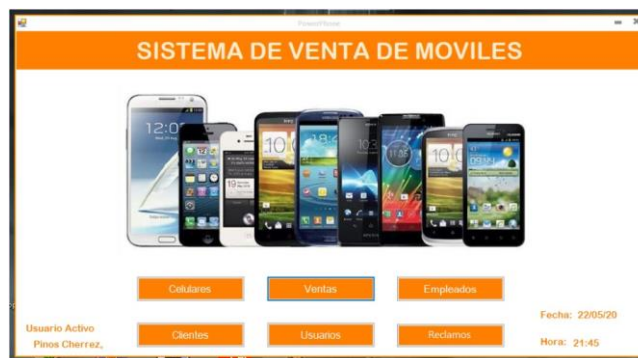 SISTEMA DE VENTA DE MOVILES
Celulares
Ventas
Empleados
Clientes
Usuarios
Reclamos
Usuario Activo
Pinos Cherrez,
Fecha: 22/05/20
Hora: 21:45